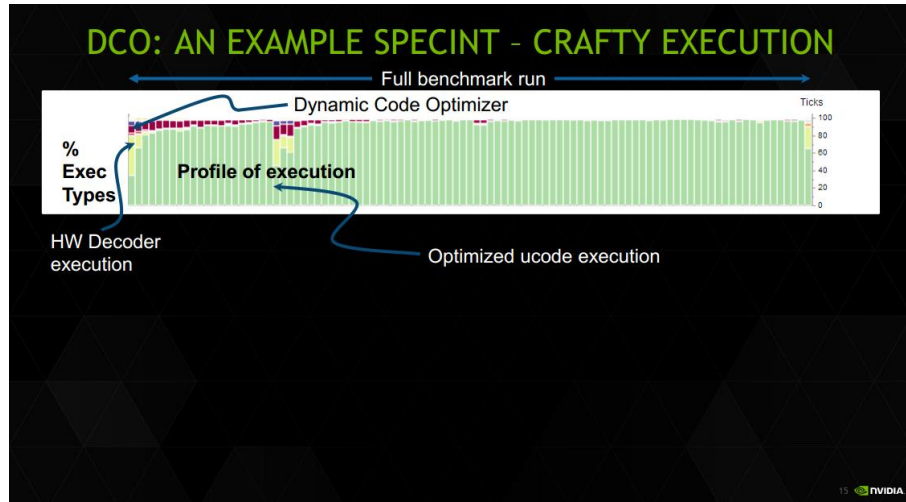 DCO: AN EXAMPLE SPECINT – CRAFTY EXECUTION
Full benchmark run
Dynamic Code Optimizer
Ticks
100
80
60
40
20
0
%
Exec
Types
Profile of execution
HW Decoder
execution
Optimized ucode execution
15 NVIDIA